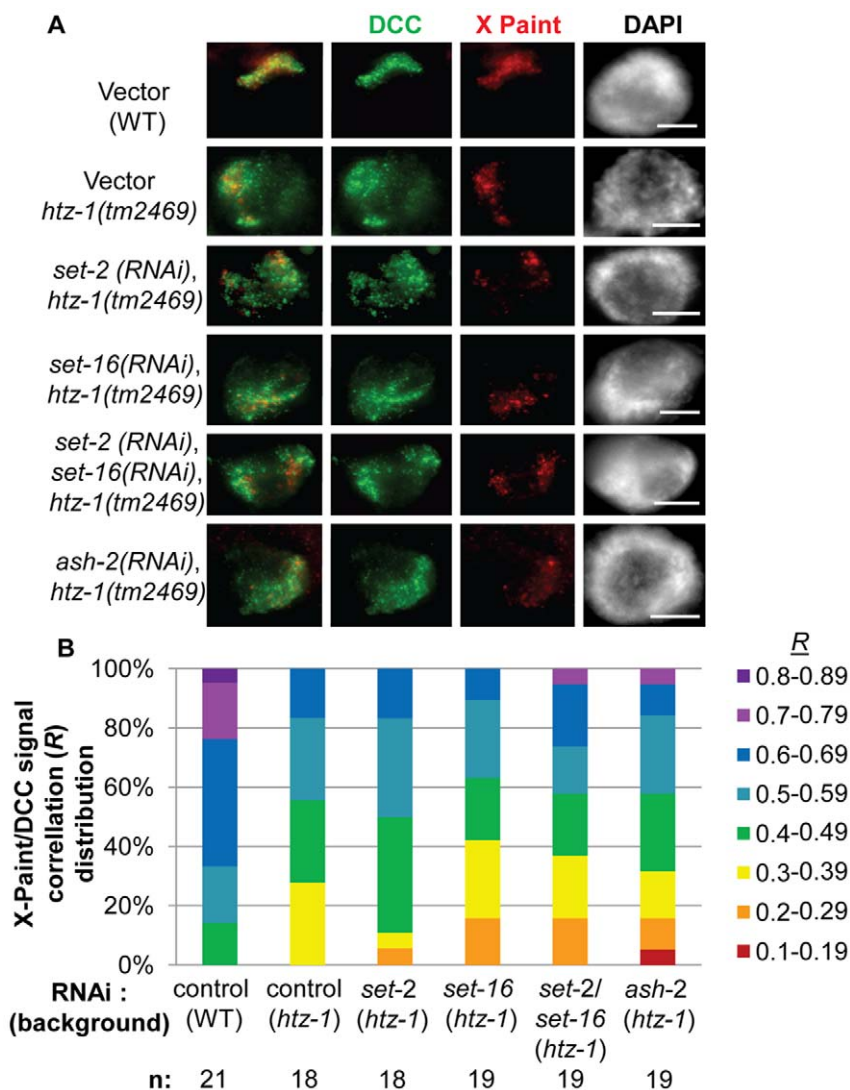 A
DCC
X Paint
DAPI
Vector
(WT)
Vector
htz-1(tm2469)
set-2 (RNAi),
htz-1(tm2469)
set-16(RNAi),
htz-1(tm2469)
set-2 (RNAi),
set-16(RNAi),
htz-1(tm2469)
ash-2(RNAi),
htz-1(tm2469)
B
X-Paint/DCC signal
correllation (R)
distribution
100%
80%
60%
40%
20%
0%
R
0.8-0.89
0.7-0.79
0.6-0.69
0.5-0.59
0.4-0.49
0.3-0.39
0.2-0.29
0.1-0.19
RNAi :
(background)
control
(WT)
control
(htz-1)
set-2
(htz-1)
set-16
(htz-1)
set-2/
set-16
(htz-1)
ash-2
(htz-1)
n: 21 18 18 19 19 19